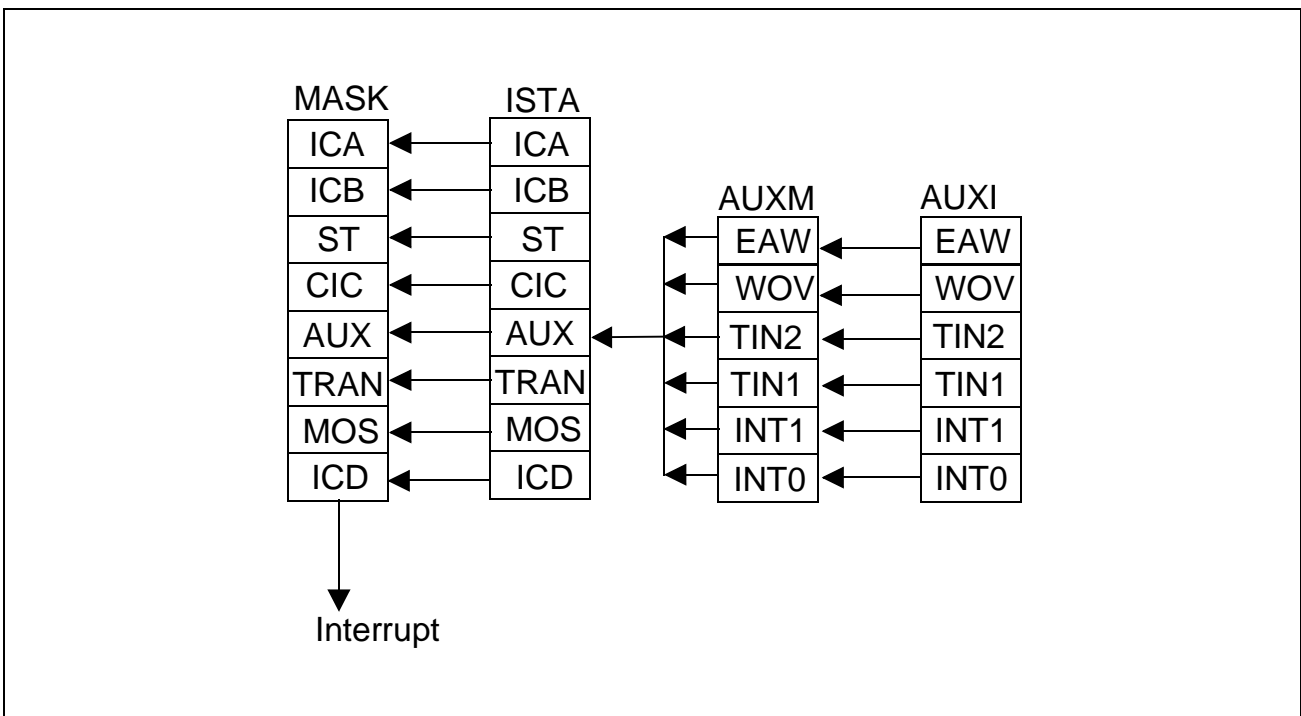 MASK
ICA
ICB
ST
CIC
AUX
TRAN
MOS
ICD
Interrupt
ISTA
ICA
ICB
ST
CIC
AUX
TRAN
MOS
ICD
AUXM
EAW
WOV
TIN2
TIN1
INT1
INT0
AUXI
EAW
WOV
TIN2
TIN1
INT1
INT0